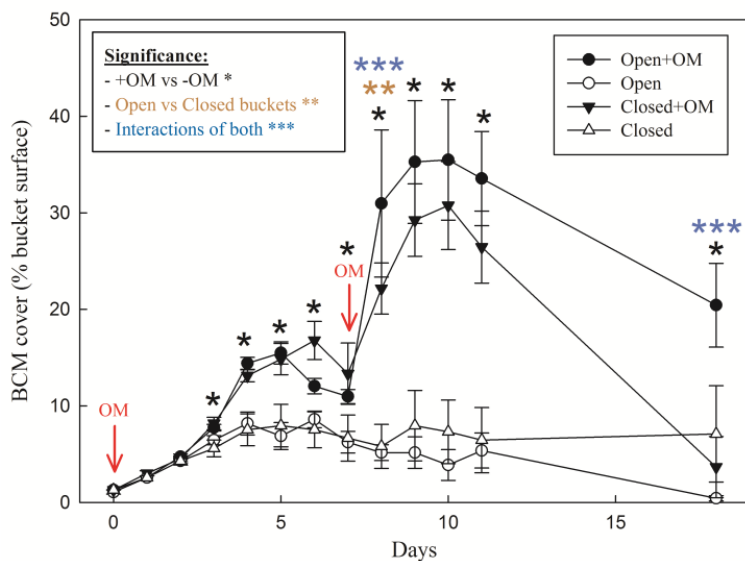 50
40
30
20
10
0
BCM cover (% bucket surface)
Significance:
- +OM vs -OM *
- Open vs Closed buckets **
- Interactions of both ***
Open+OM
Open
Closed+OM
Closed
***
**
*
*
*
*
***
*
*
OM
*
*
*
*
*
OM
0
5
10
15
Days